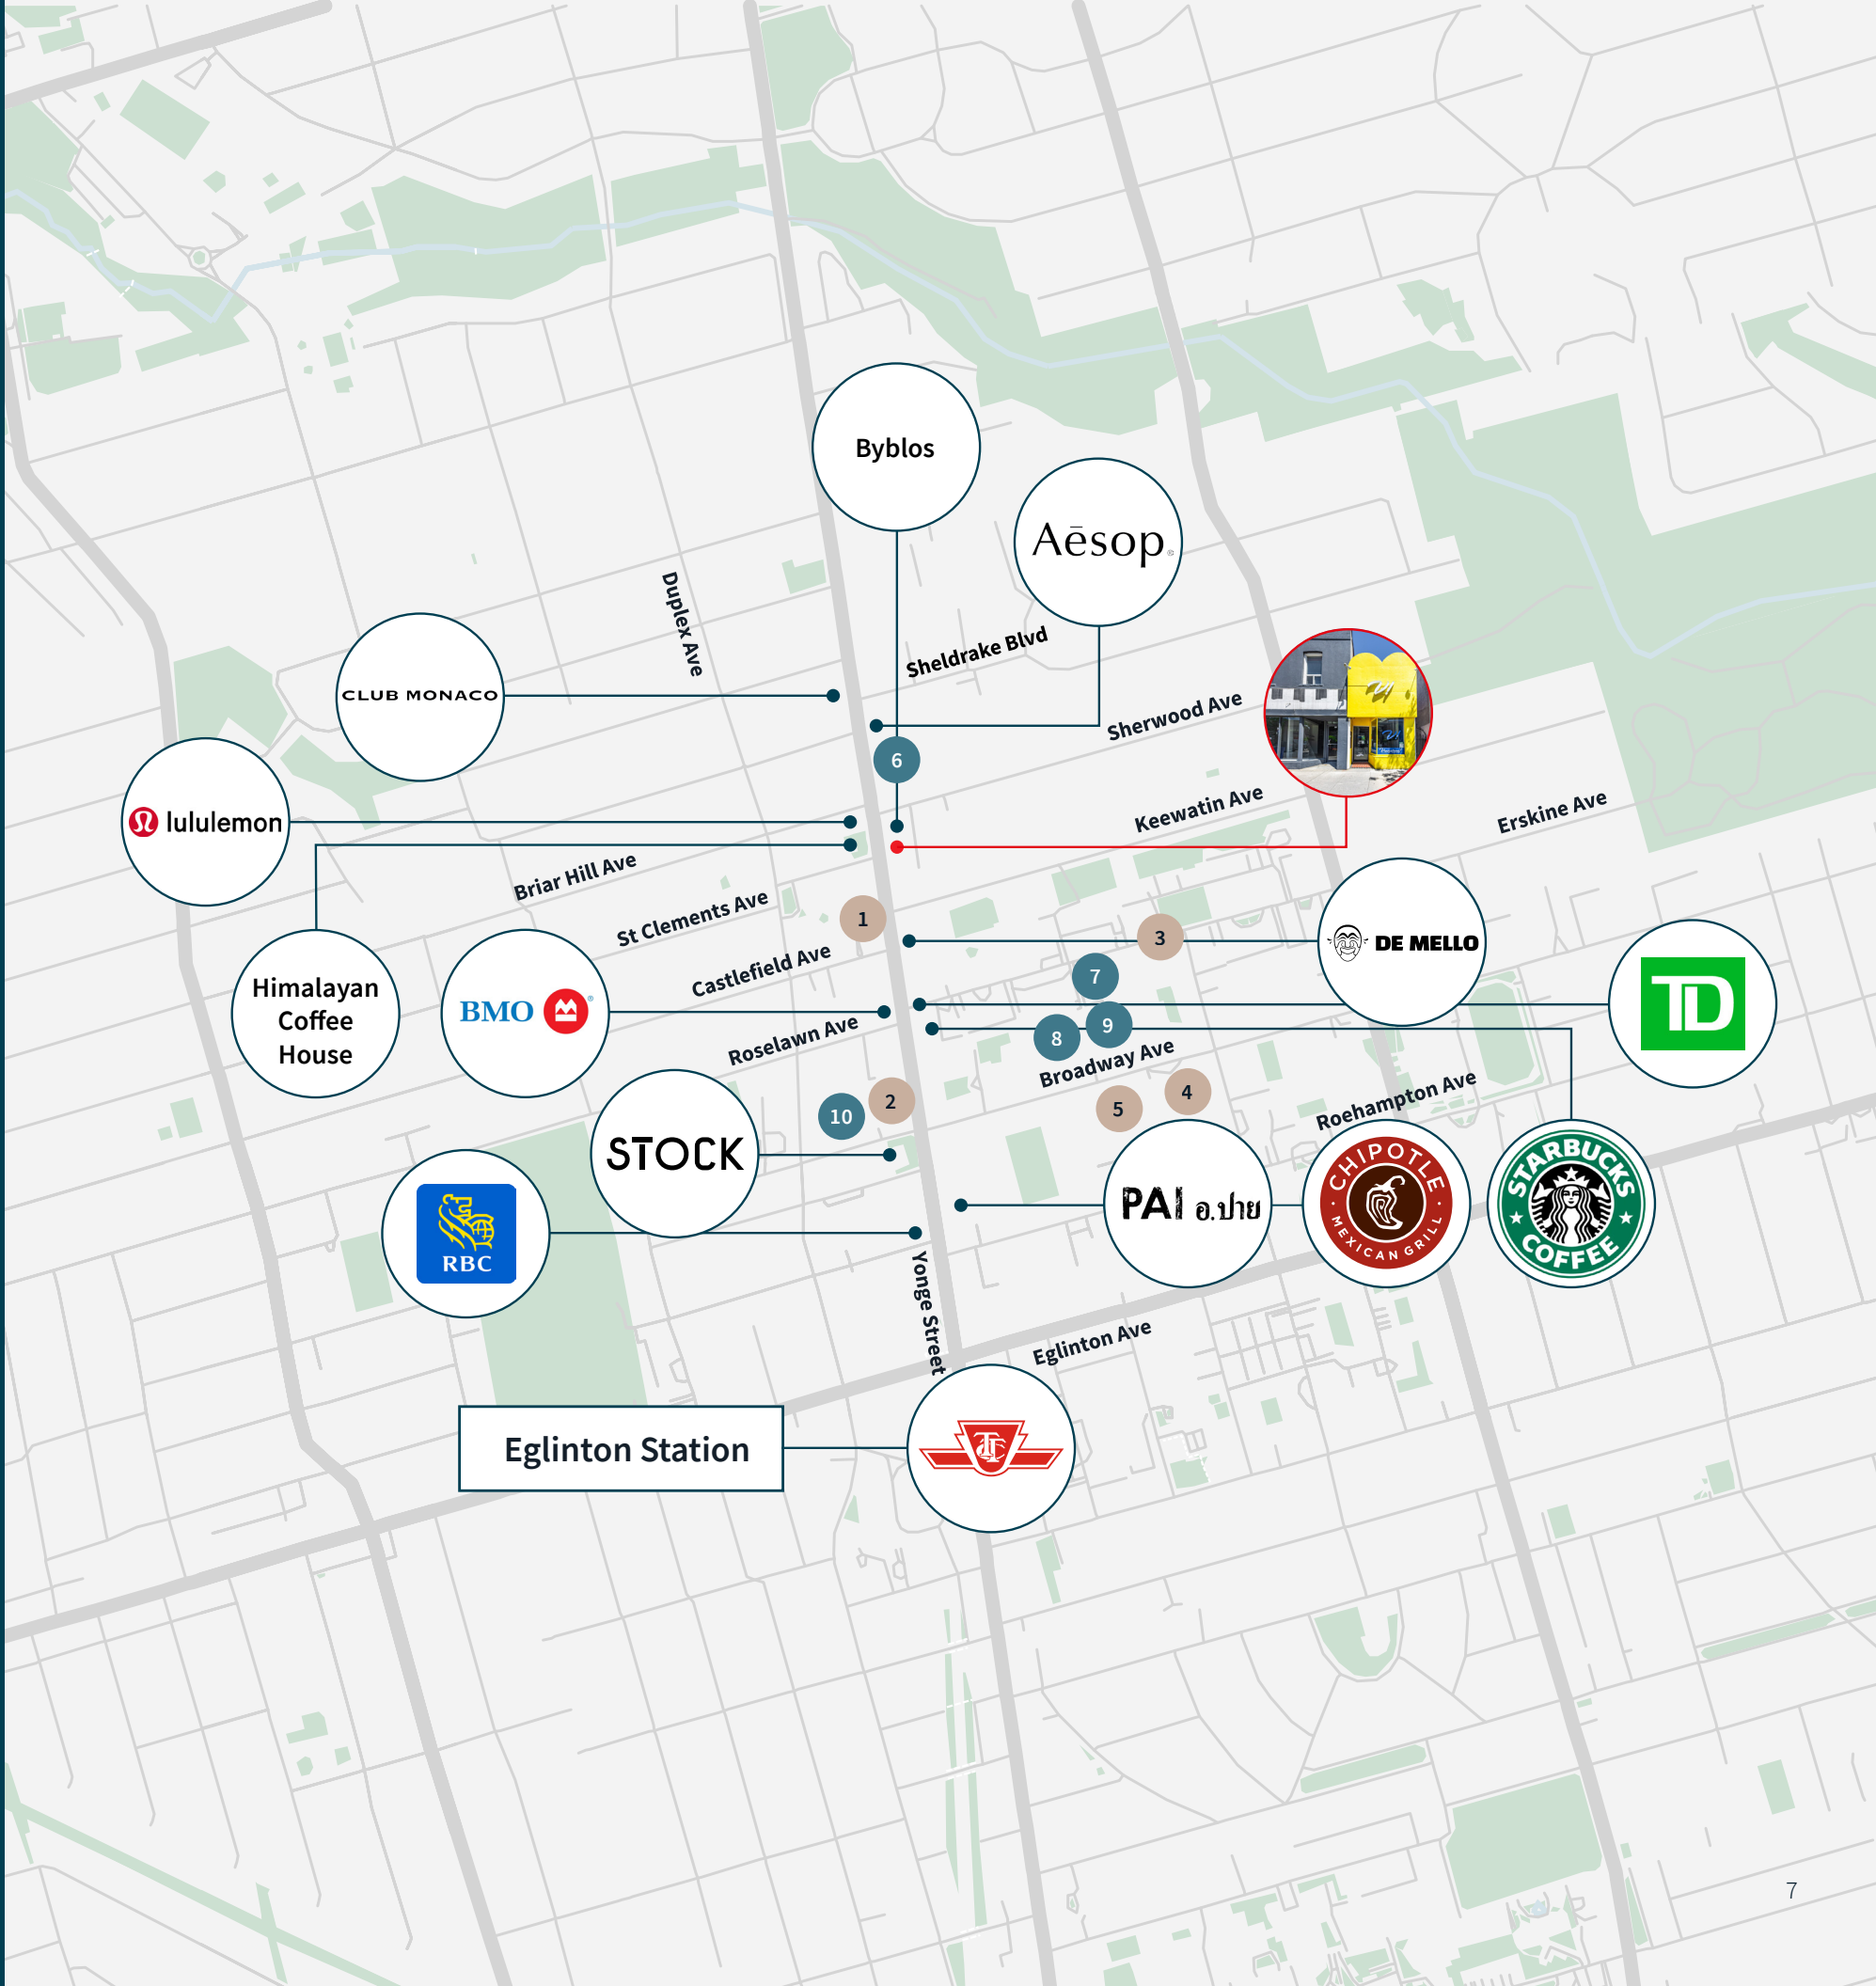 Byblos
Aēsop®
Duplex Ave
Sheldrake Blvd
CLUB MONACO
Sherwood Ave
6
lululemon
Keewatin Ave
Erskine Ave
Briar Hill Ave
St Clements Ave
1
3
DE MELLO
Castlefield Ave
7
Himalayan
Coffee
House
BMO
TD
Roselawn Ave
8
9
Broadway Ave
2
10
5
4
Roehampton Ave
STOCK
PAI อ.ปาย
CHIPOTLE
MEXICAN GRILL
STARBUCKS
COFFEE
RBC
Yonge Street
Eglinton Ave
Eglinton Station
TTC
7